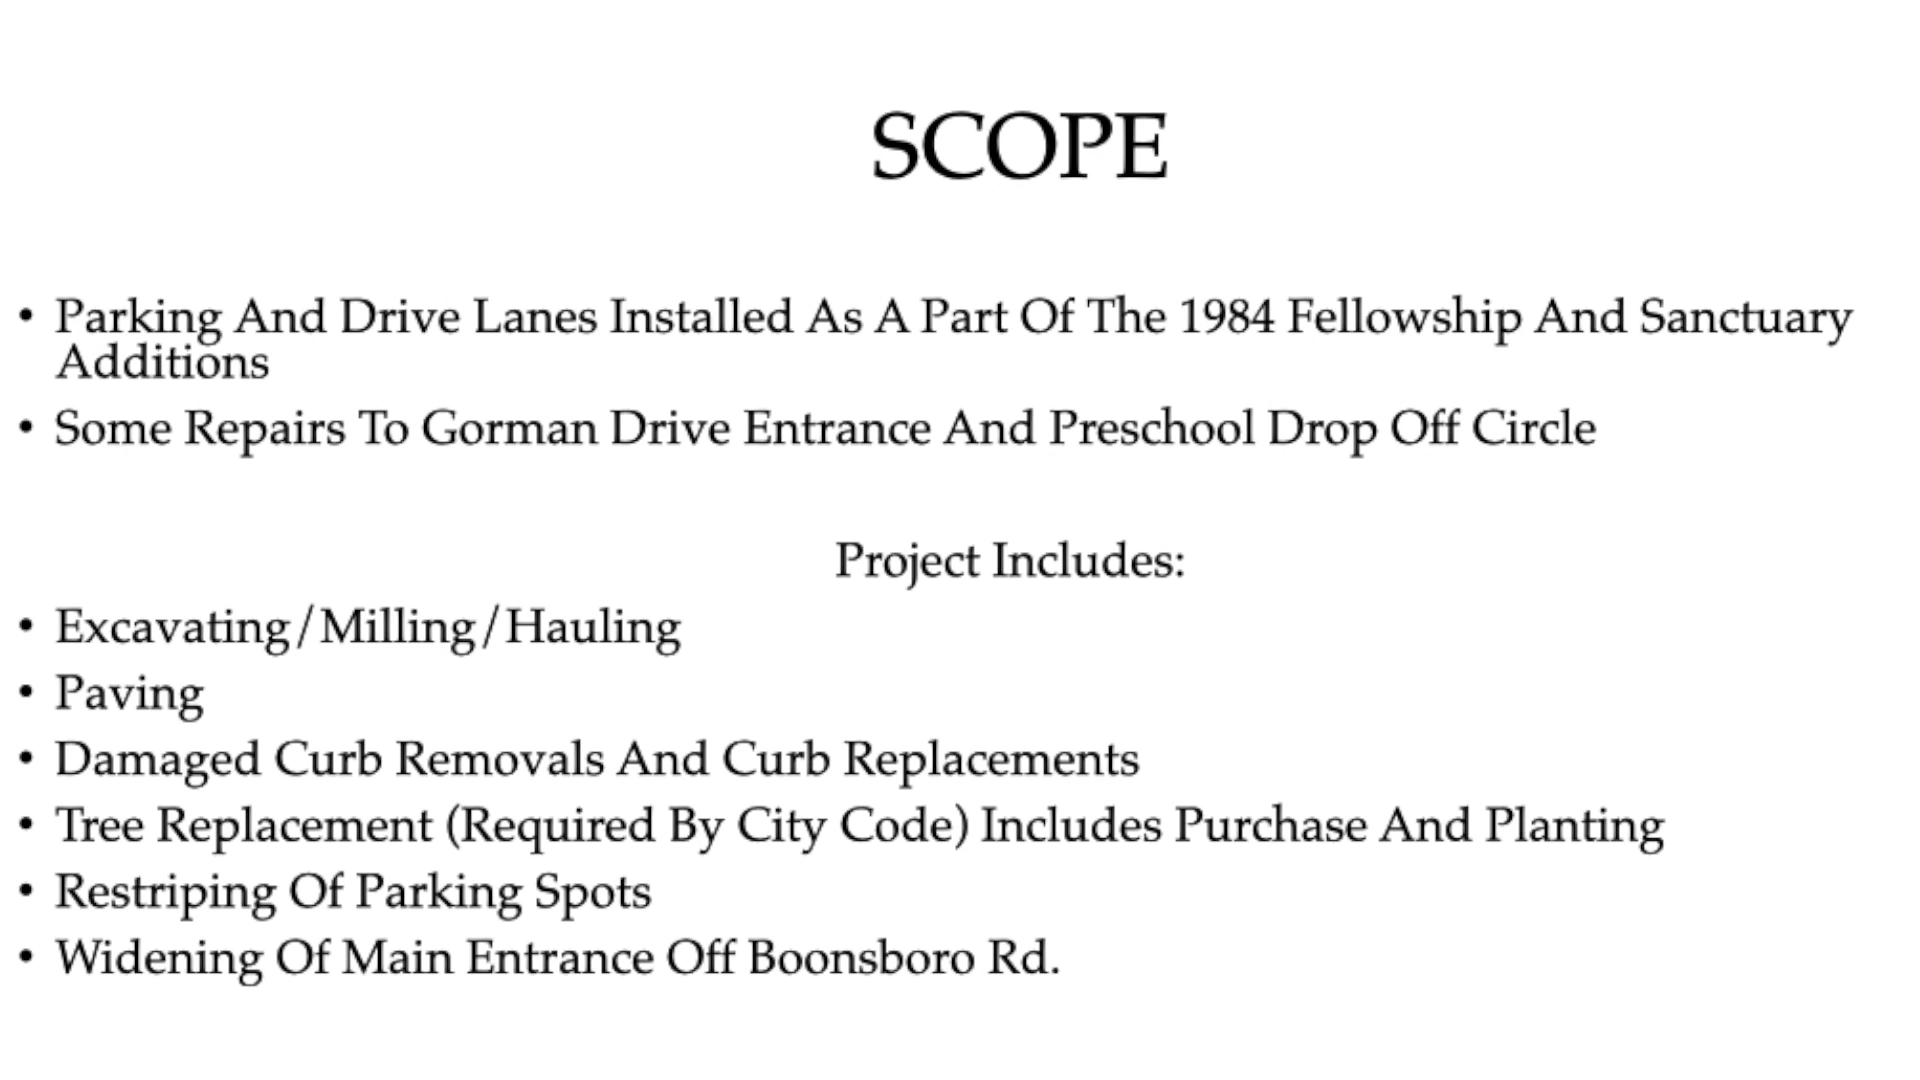 SCOPE
• Parking And Drive Lanes Installed As A Part Of The 1984 Fellowship And Sanctuary
Additions
• Some Repairs To Gorman Drive Entrance And Preschool Drop Off Circle
Project Includes:
• Excavating/Milling/Hauling
• Paving
• Damaged Curb Removals And Curb Replacements
• Tree Replacement (Required By City Code) Includes Purchase And Planting
• Restriping Of Parking Spots
• Widening Of Main Entrance Off Boonsboro Rd.